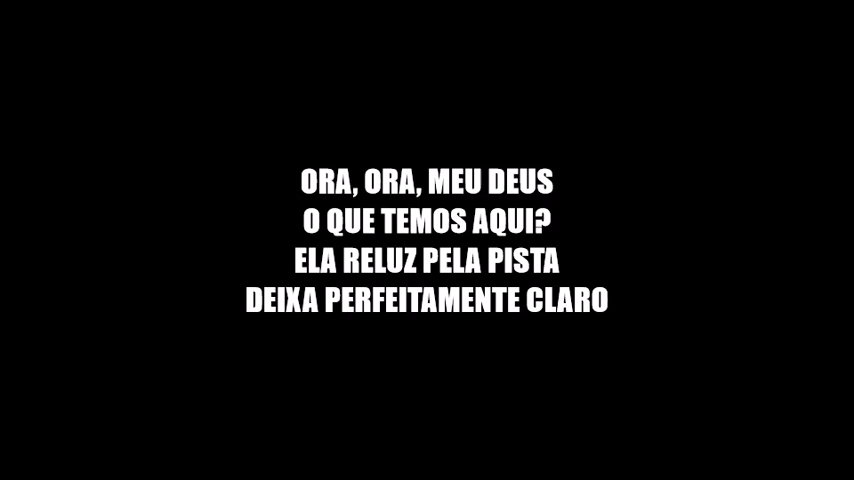 ORA, ORA, MEU DEUS
O QUE TEMOS AQUI?
ELA RELUZ PELA PISTA
DEIXA PERFEITAMENTE CLARO